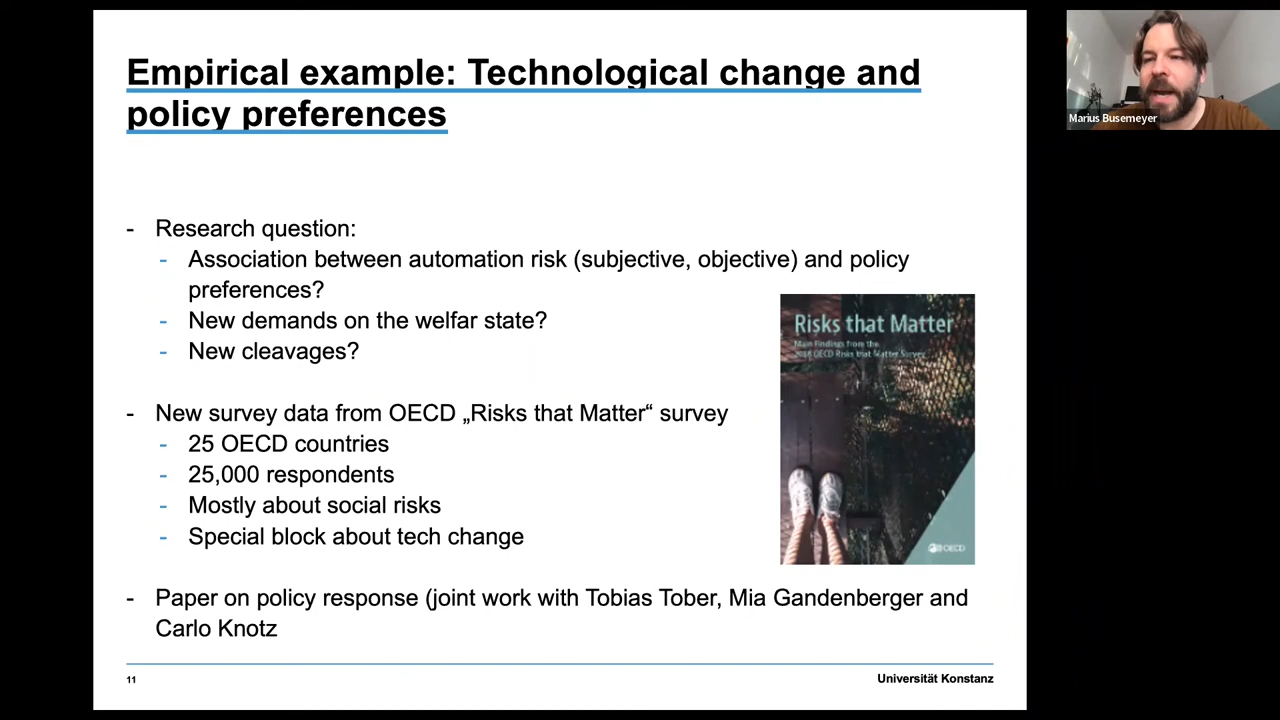 Empirical example: Technological change and
policy preferences
- Research question:
- Association between automation risk (subjective, objective) and policy
preferences?
- New demands on the welfar state?
- New cleavages?
- New survey data from OECD „Risks that Matter“ survey
- 25 OECD countries
- 25,000 respondents
- Mostly about social risks
- Special block about tech change
- Paper on policy response (joint work with Tobias Tober, Mia Gandenberger and
Carlo Knotz
Risks that Matter
Main Findings from the
2018 OECD Risks that Matter Survey
OECD
11
Universität Konstanz
Marius Busemeyer